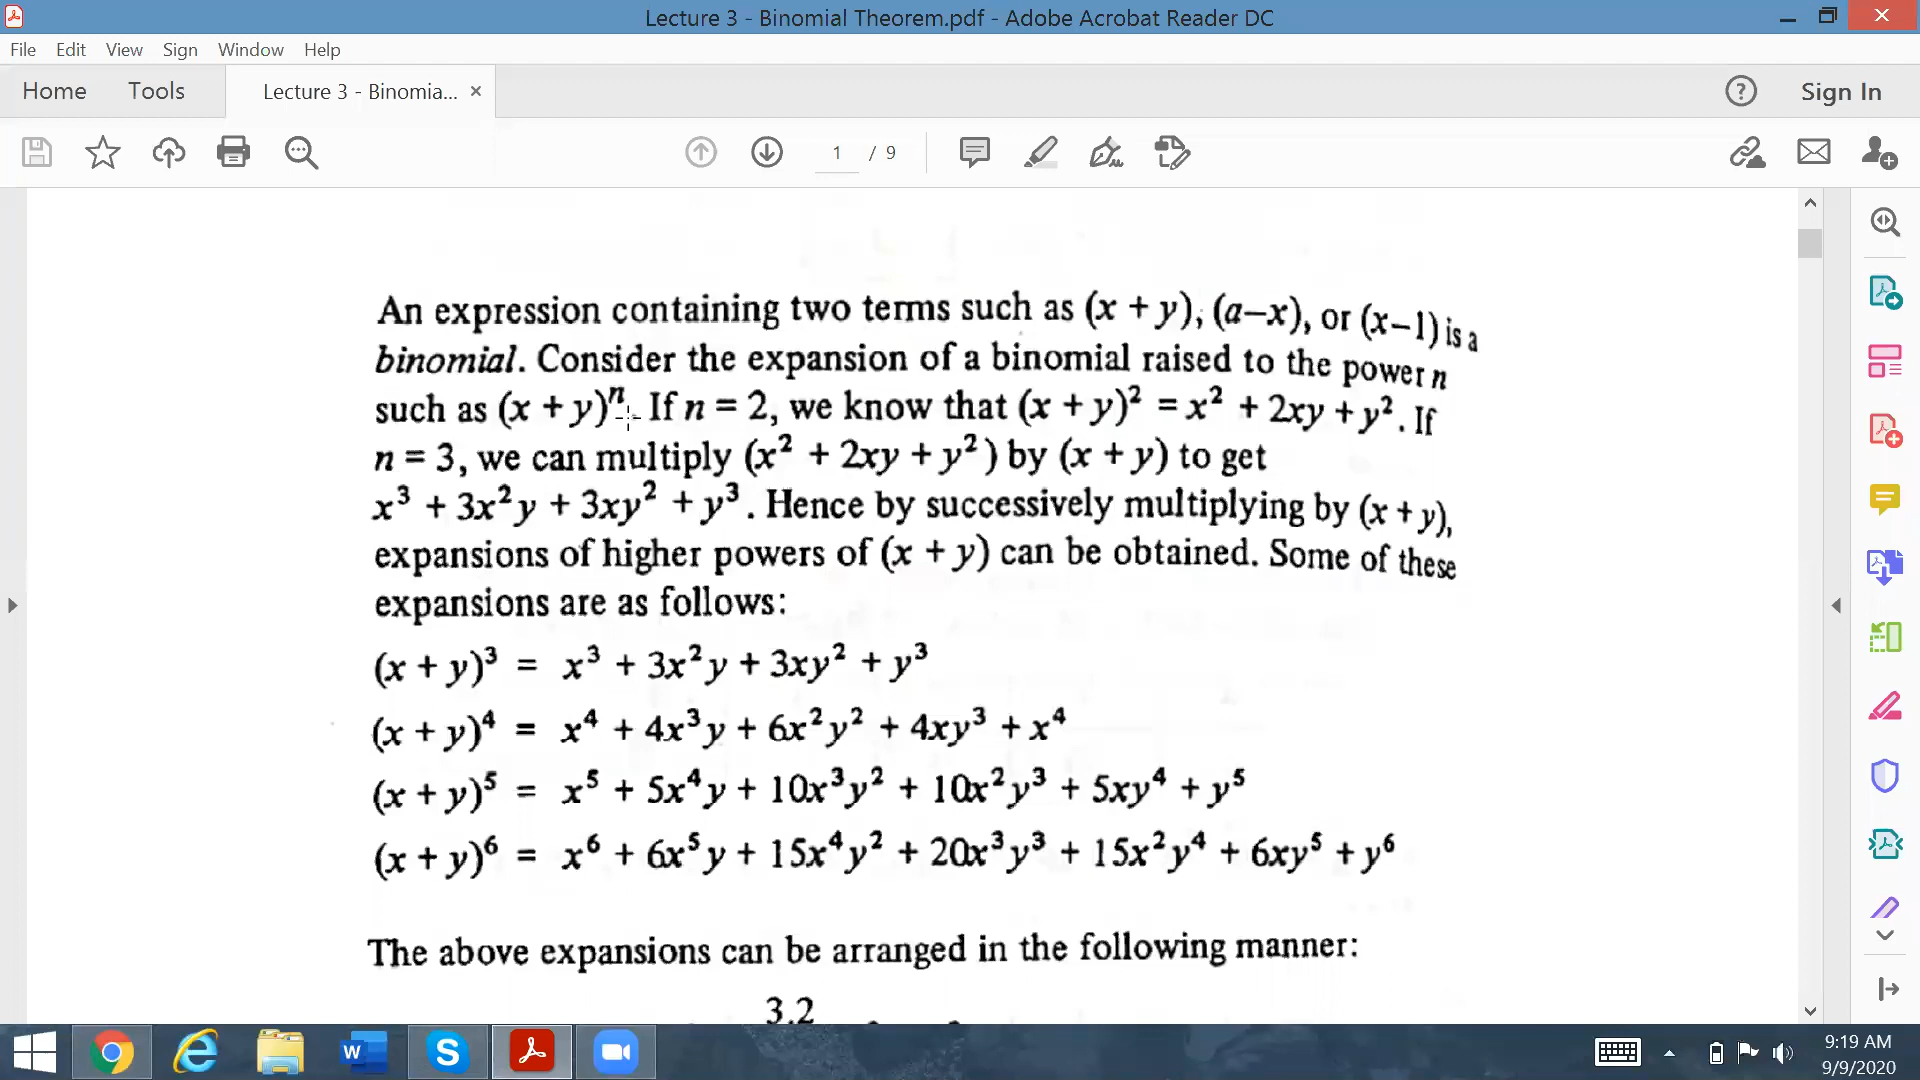 Lecture 3 - Binomial Theorem.pdf - Adobe Acrobat Reader DC
File Edit View Sign Window Help
Home Tools Lecture 3 - Binomia... × Sign In
1 / 9
An expression containing two terms such as (x + y), (a–x), or (x–1) is a
binomial. Consider the expansion of a binomial raised to the power n
such as (x + y)ⁿ. If n = 2, we know that (x + y)² = x² + 2xy + y². If
n = 3, we can multiply (x² + 2xy + y²) by (x + y) to get
x³ + 3x²y + 3xy² + y³. Hence by successively multiplying by (x + y),
expansions of higher powers of (x + y) can be obtained. Some of these
expansions are as follows:
(x + y)³ = x³ + 3x²y + 3xy² + y³
(x + y)⁴ = x⁴ + 4x³y + 6x²y² + 4xy³ + x⁴
(x + y)⁵ = x⁵ + 5x⁴y + 10x³y² + 10x²y³ + 5xy⁴ + y⁵
(x + y)⁶ = x⁶ + 6x⁵y + 15x⁴y² + 20x³y³ + 15x²y⁴ + 6xy⁵ + y⁶
The above expansions can be arranged in the following manner:
3.2
9:19 AM
9/9/2020